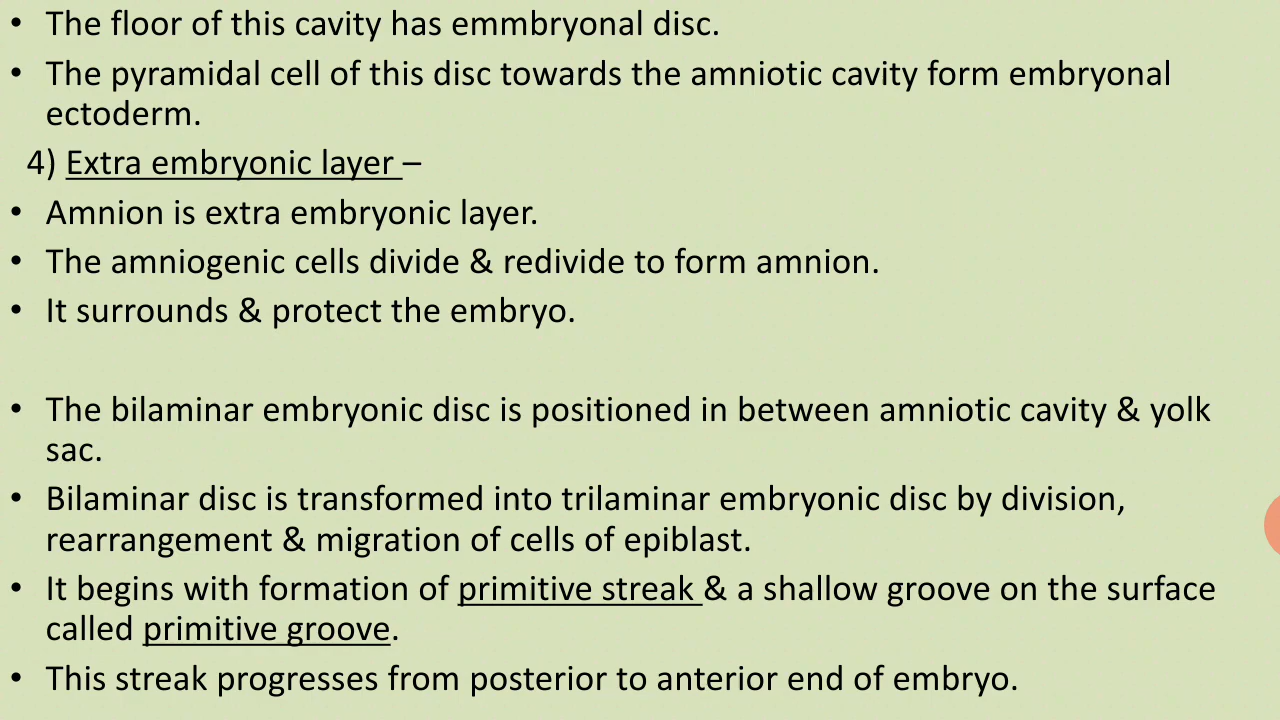 • The floor of this cavity has emmbryonal disc.
• The pyramidal cell of this disc towards the amniotic cavity form embryonal
ectoderm.
4) Extra embryonic layer –
• Amnion is extra embryonic layer.
• The amniogenic cells divide & redivide to form amnion.
• It surrounds & protect the embryo.
• The bilaminar embryonic disc is positioned in between amniotic cavity & yolk
sac.
• Bilaminar disc is transformed into trilaminar embryonic disc by division,
rearrangement & migration of cells of epiblast.
• It begins with formation of primitive streak & a shallow groove on the surface
called primitive groove.
• This streak progresses from posterior to anterior end of embryo.